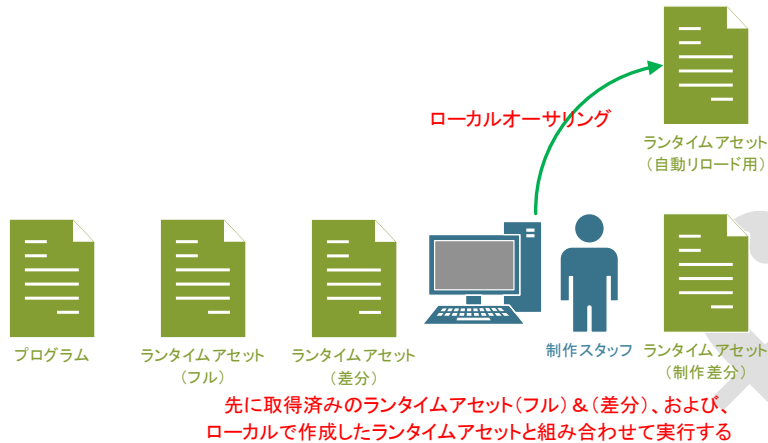 ローカルオーサリング
ランタイムアセット
(自動リロード用)
プログラム
ランタイムアセット
(フル)
ランタイムアセット
(差分)
制作スタッフ
ランタイムアセット
(制作差分)
先に取得済みのランタイムアセット(フル)&(差分)、および、
ローカルで作成したランタイムアセットと組み合わせて実行する